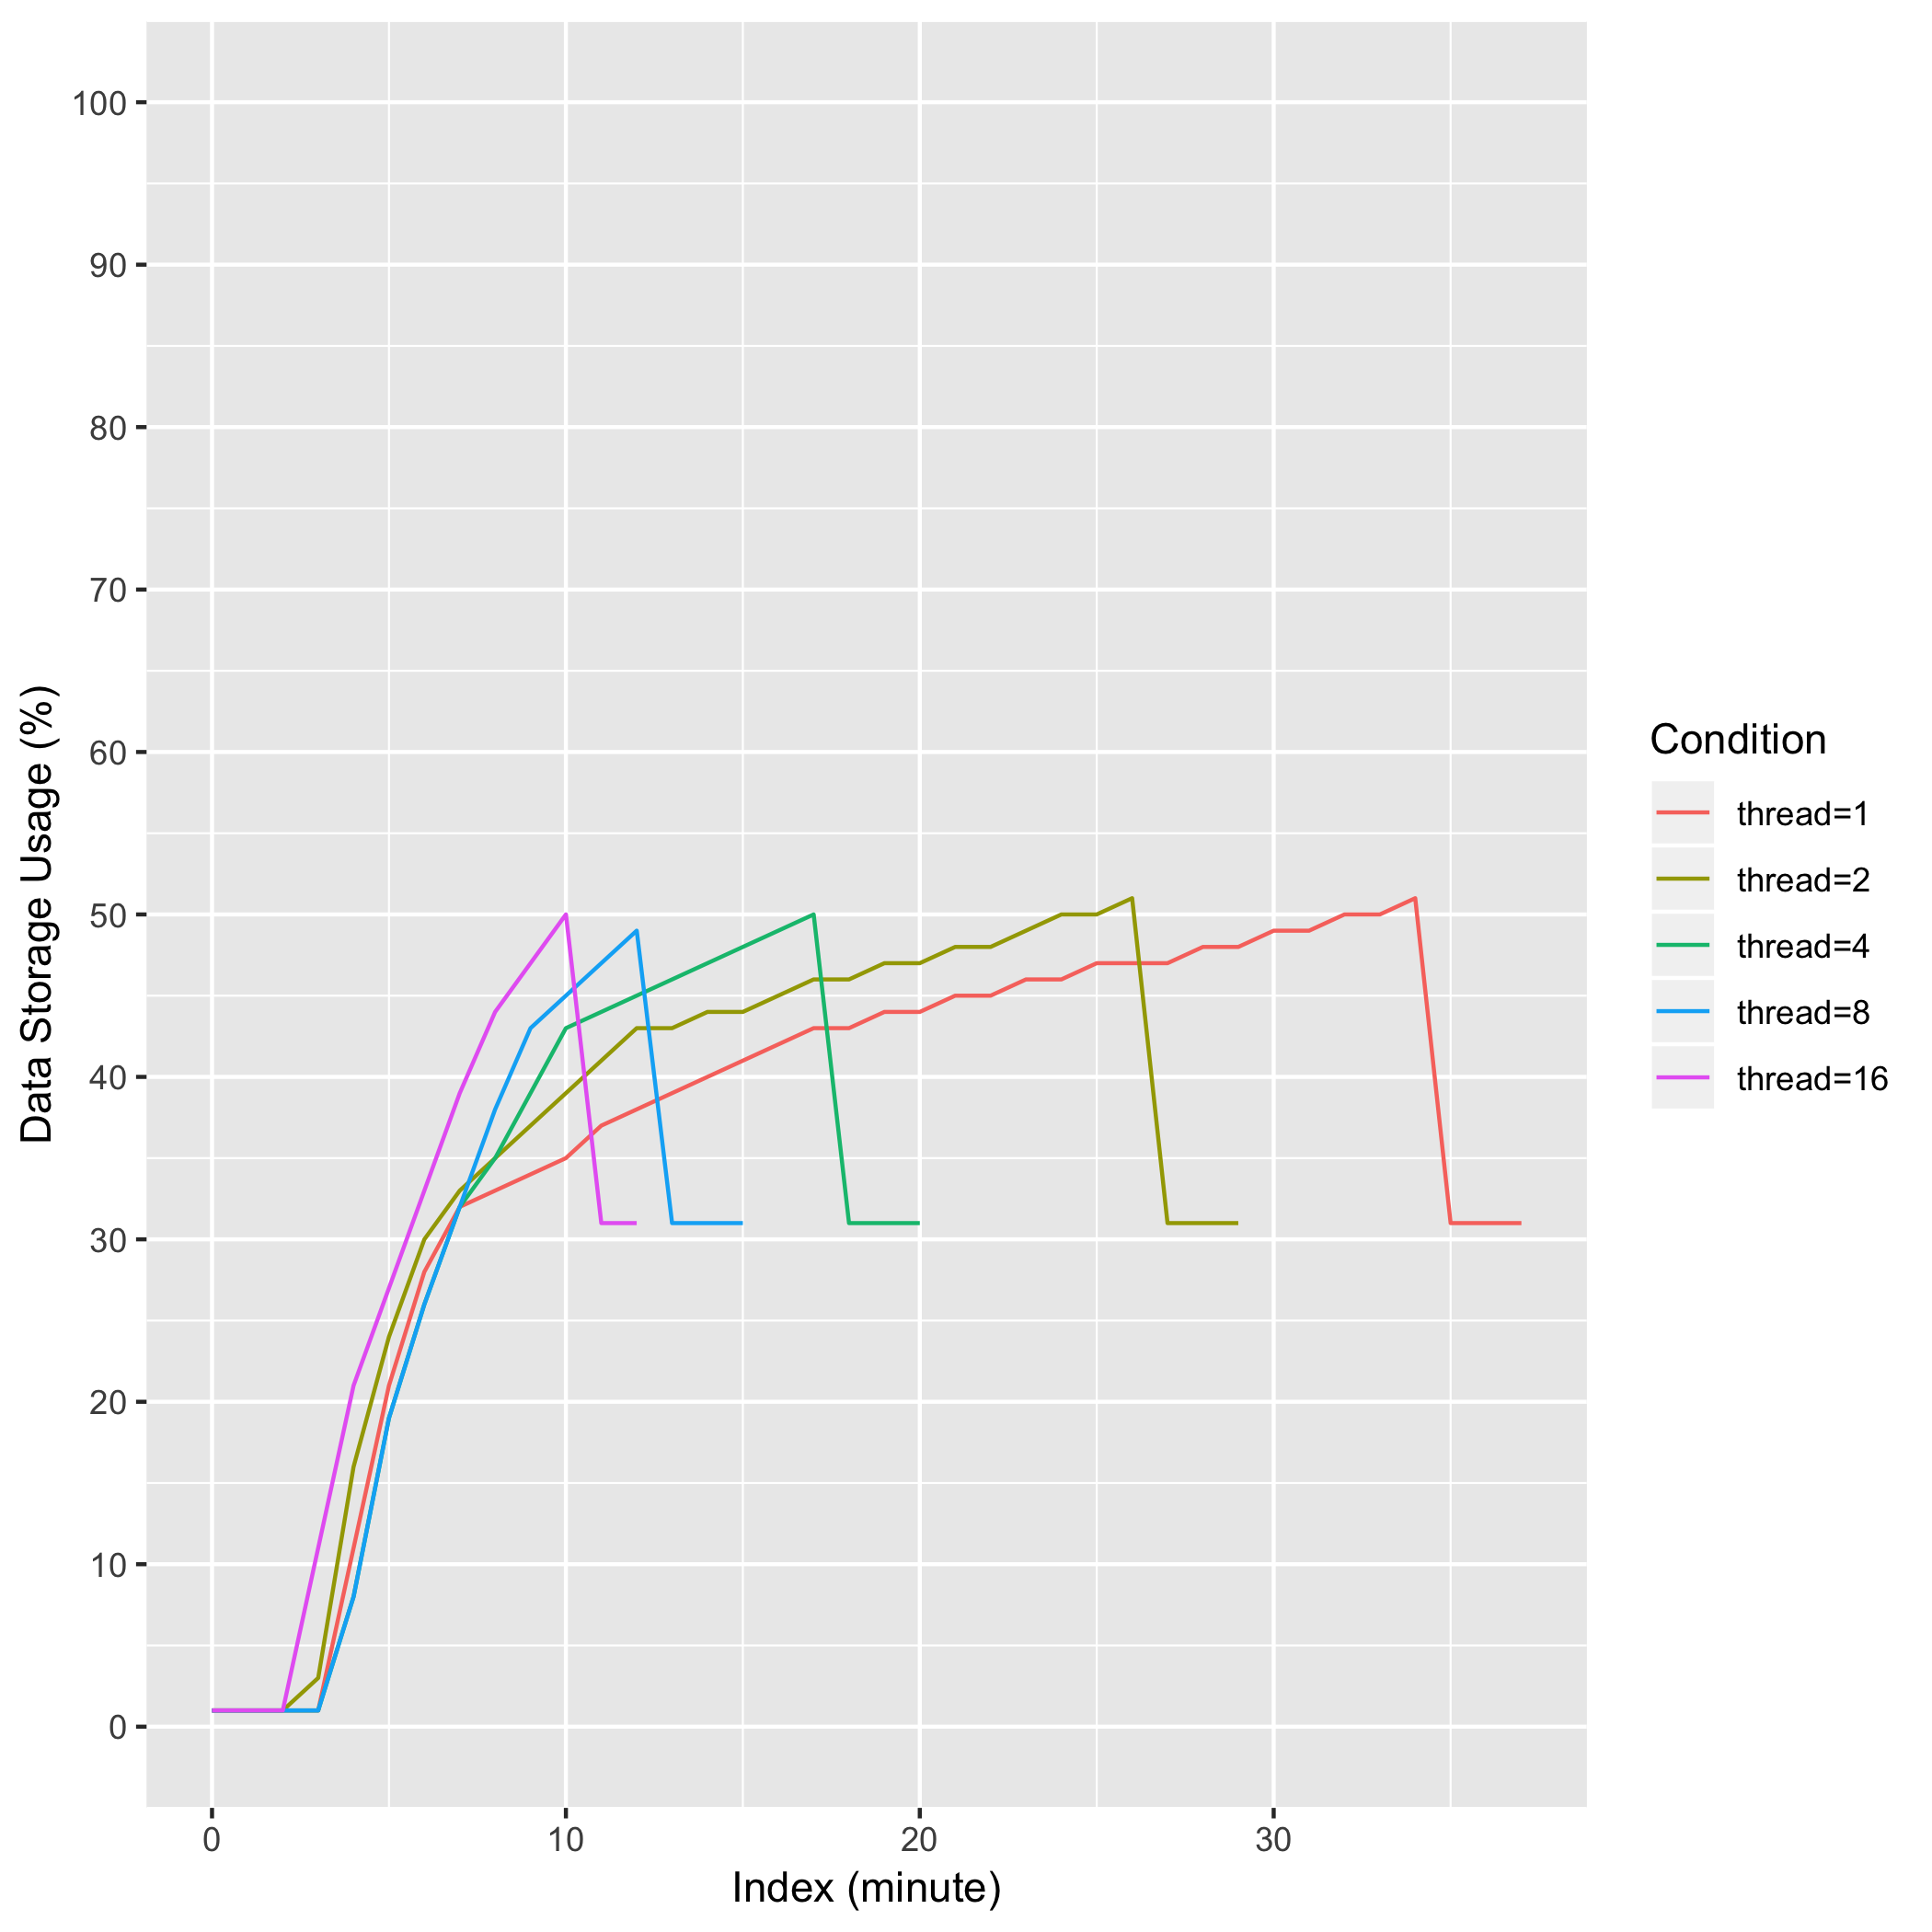 100
90
80
70
60
50
40
30
20
10
0
Data Storage Usage (%)
0 10 20 30
Index (minute)
Condition
thread=1
thread=2
thread=4
thread=8
thread=16